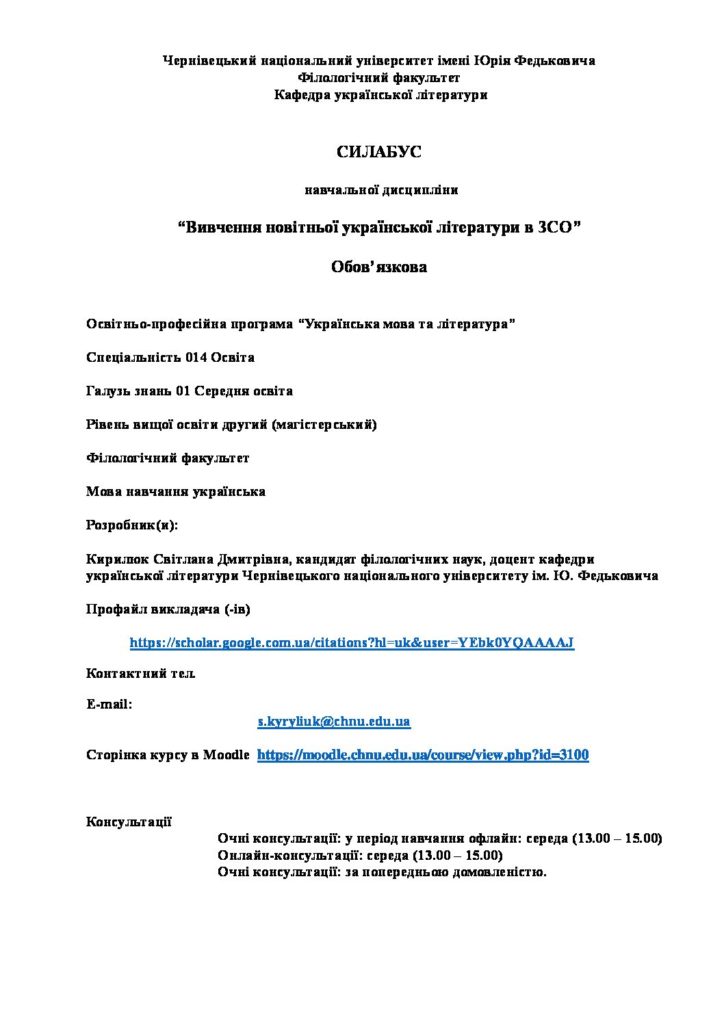 Чернівецький національний університет імені Юрія Федьковича
Філологічний факультет
Кафедра української літератури
СИЛАБУС
навчальної дисципліни
“Вивчення новітньої української літератури в ЗСО”
Обов’язкова
Освітньо-професійна програма “Українська мова та література”
Спеціальність 014 Освіта
Галузь знань 01 Середня освіта
Рівень вищої освіти другий (магістерський)
Філологічний факультет
Мова навчання українська
Розробник(и):
Кирилюк Світлана Дмитрівна, кандидат філологічних наук, доцент кафедри
української літератури Чернівецького національного університету ім. Ю. Федьковича
Профайл викладача (-ів)
https://scholar.google.com.ua/citations?hl=uk&user=YEbk0YQAAAAJ
Контактний тел.
E-mail:
s.kyryliuk@chnu.edu.ua
Сторінка курсу в Moodle https://moodle.chnu.edu.ua/course/view.php?id=3100
Консультації
Очні консультації: у період навчання офлайн: середа (13.00 – 15.00)
Онлайн-консультації: середа (13.00 – 15.00)
Очні консультації: за попередньою домовленістю.